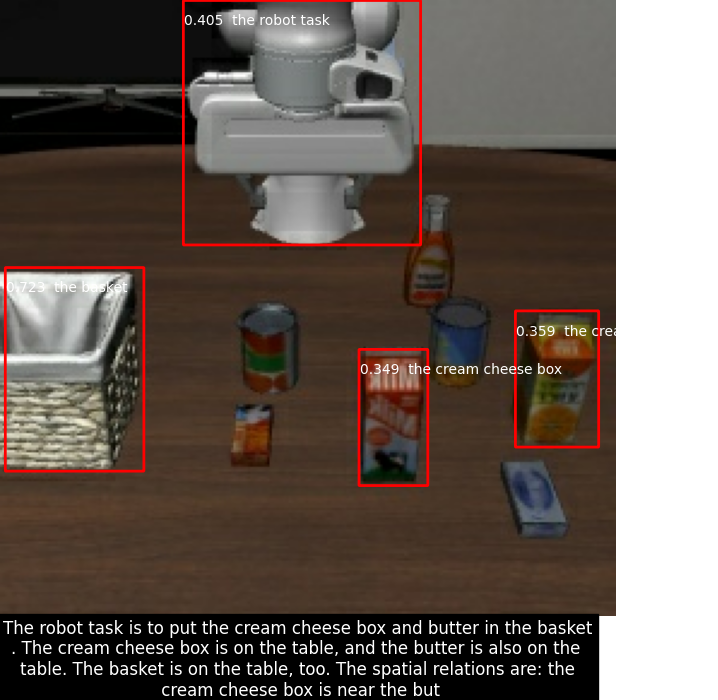 0.405 the robot task
0.723 the basket
0.359 the crea
0.349 the cream cheese box
Milk
The robot task is to put the cream cheese box and butter in the basket
. The cream cheese box is on the table, and the butter is also on the
table. The basket is on the table, too. The spatial relations are: the
cream cheese box is near the but